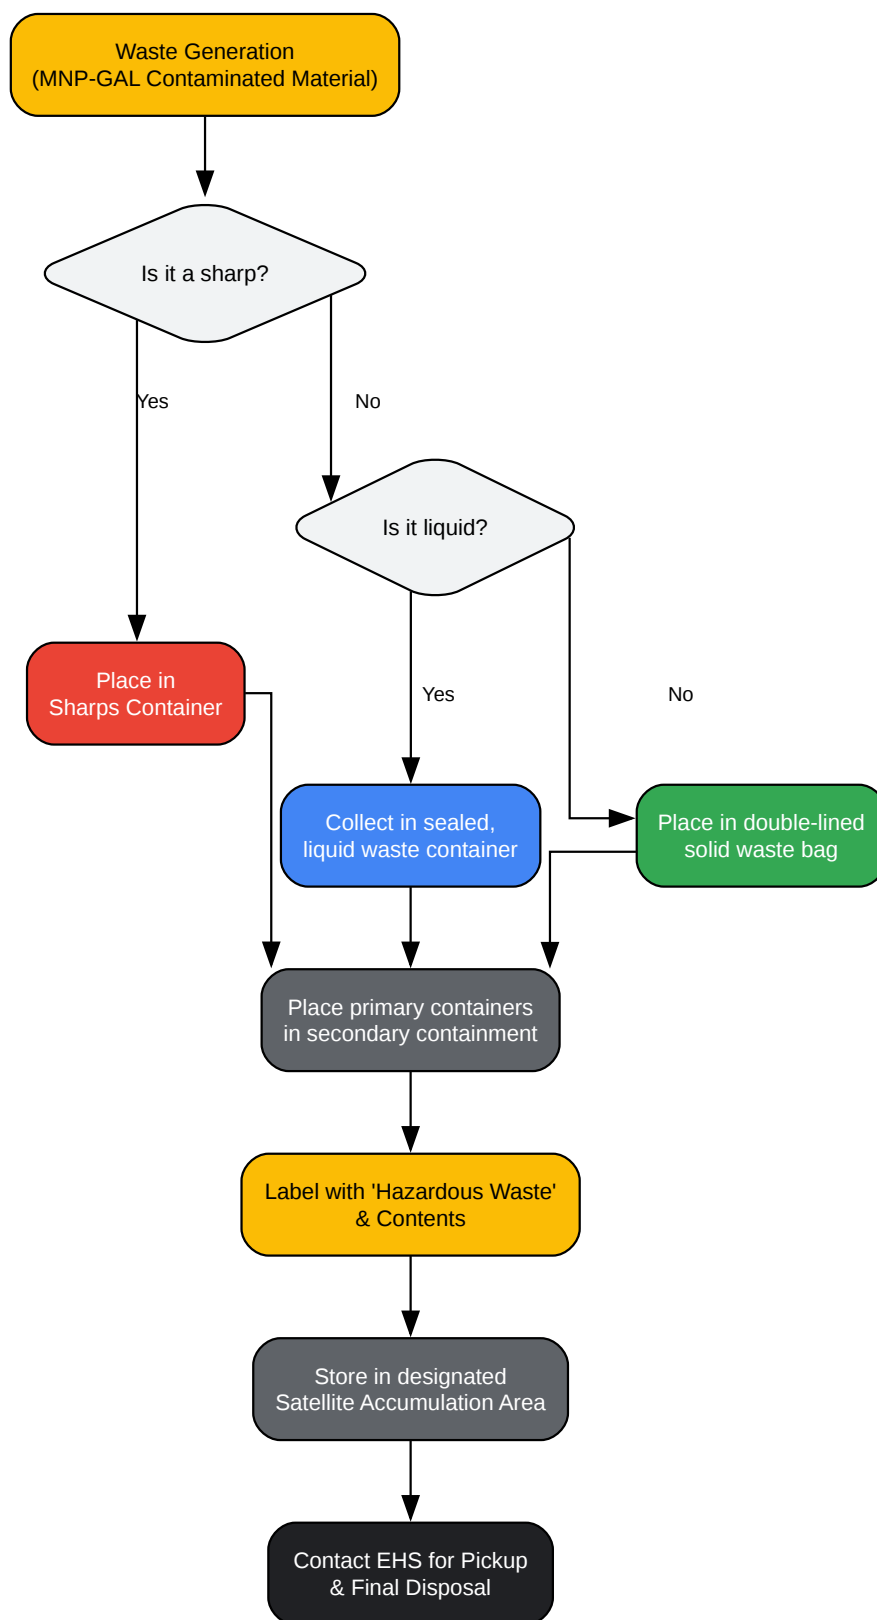 Waste Generation
(MNP-GAL Contaminated Material)
Is it a sharp?
Yes
No
Is it liquid?
Place in
Sharps Container
Yes
No
Collect in sealed,
liquid waste container
Place in double-lined
solid waste bag
Place primary containers
in secondary containment
Label with 'Hazardous Waste'
& Contents
Store in designated
Satellite Accumulation Area
Contact EHS for Pickup
& Final Disposal